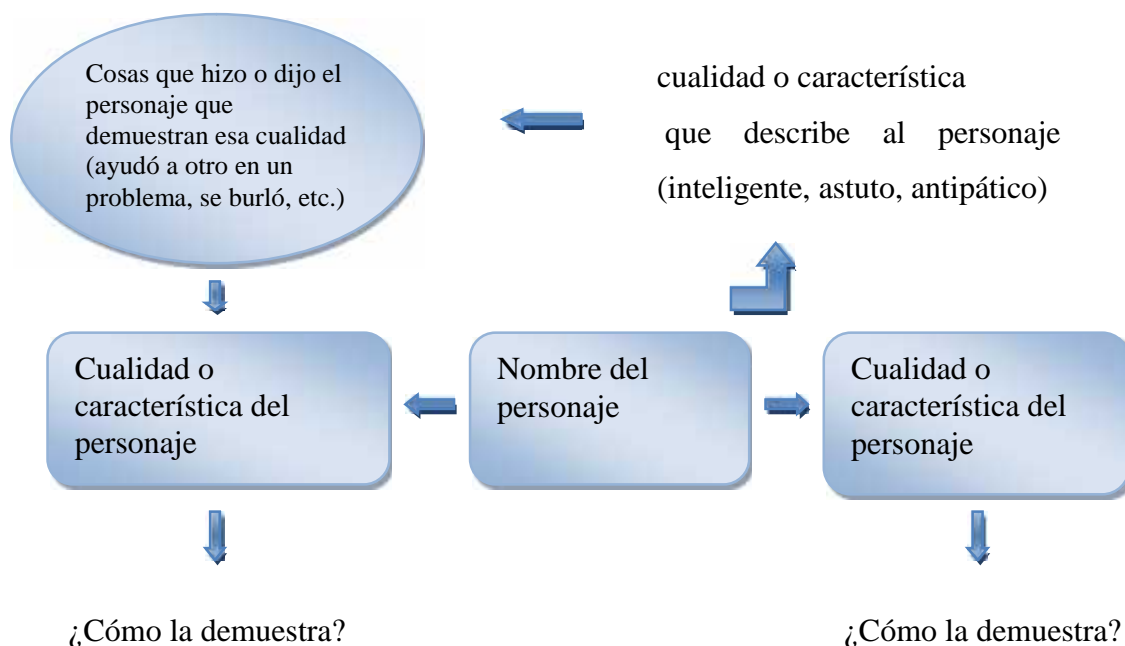 Cosas que hizo o dijo el
personaje que
demuestran esa cualidad
(ayudó a otro en un
problema, se burló, etc.)
cualidad o característica
que describe al personaje
(inteligente, astuto, antipático)
Cualidad o
característica del
personaje
Nombre del
personaje
Cualidad o
característica del
personaje
¿Cómo la demuestra?
¿Cómo la demuestra?